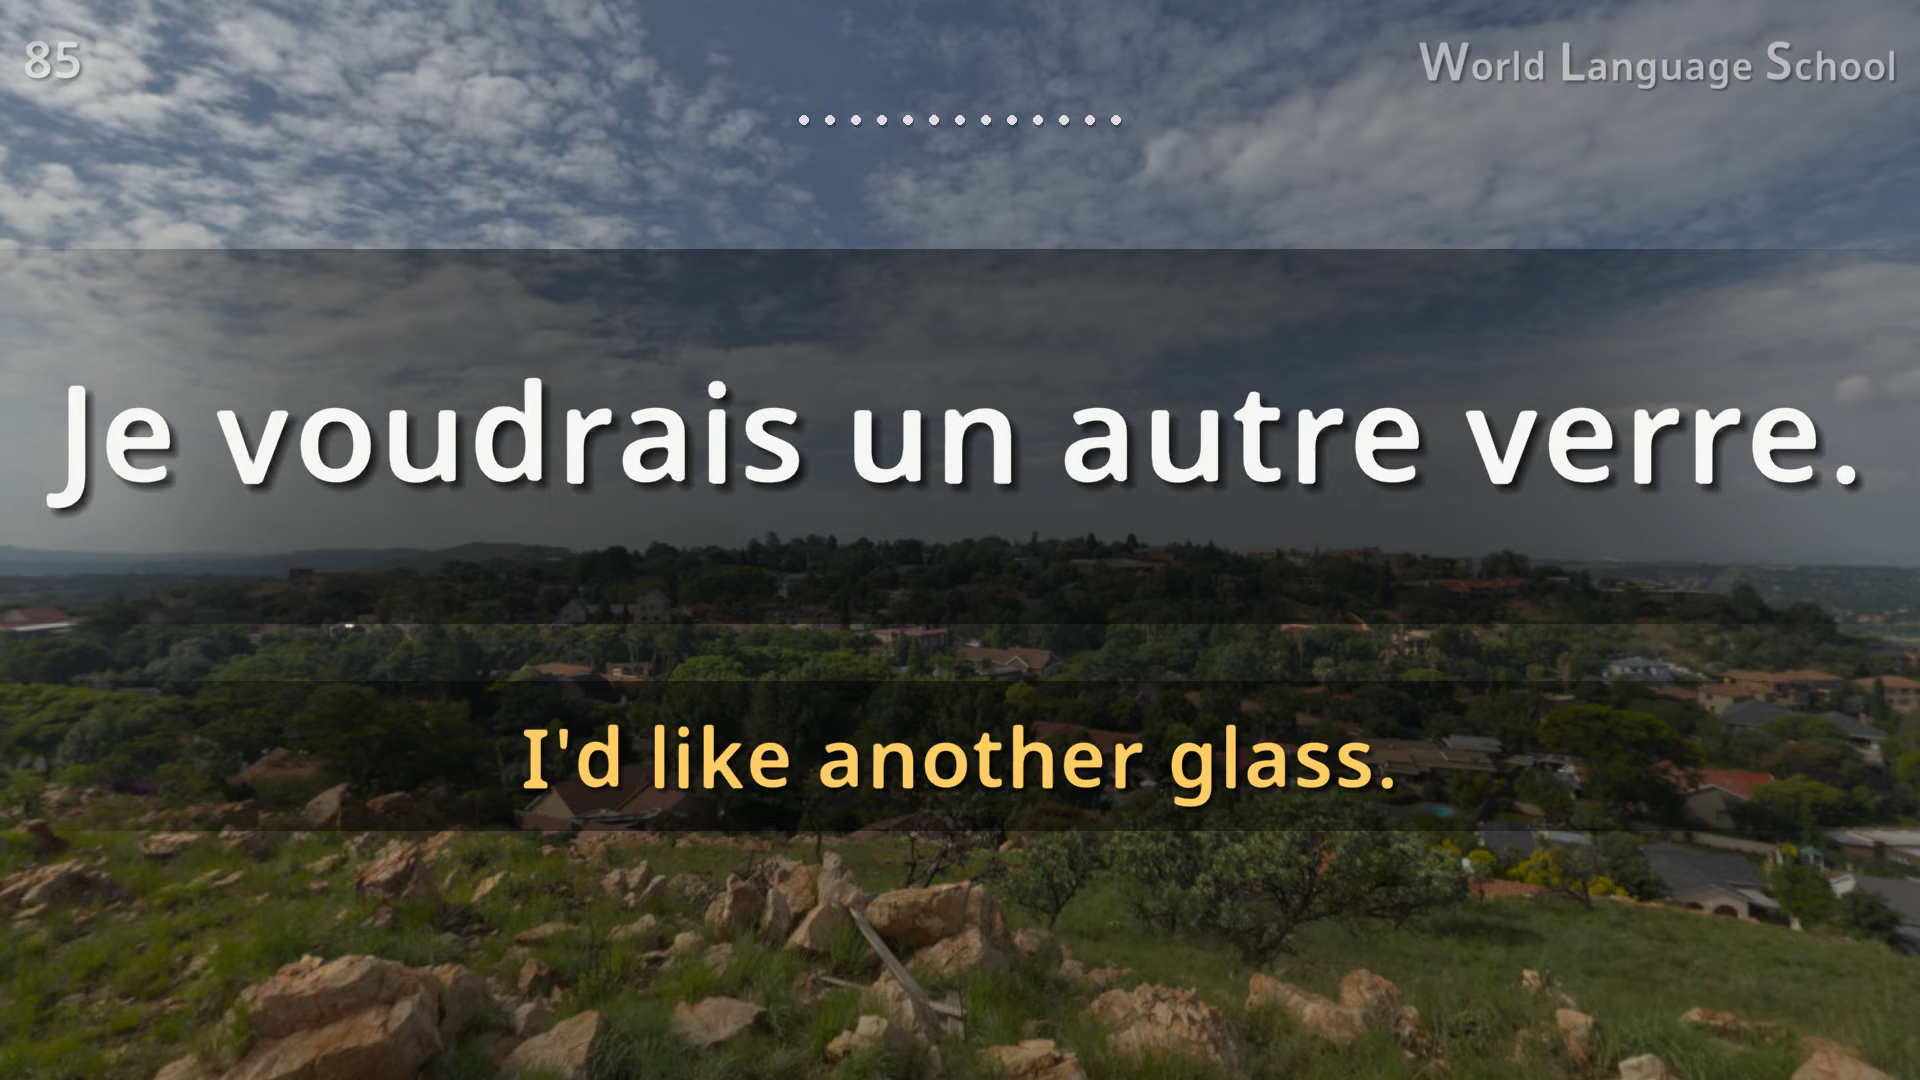 85
World Language School
Je voudrais un autre verre.
I'd like another glass.